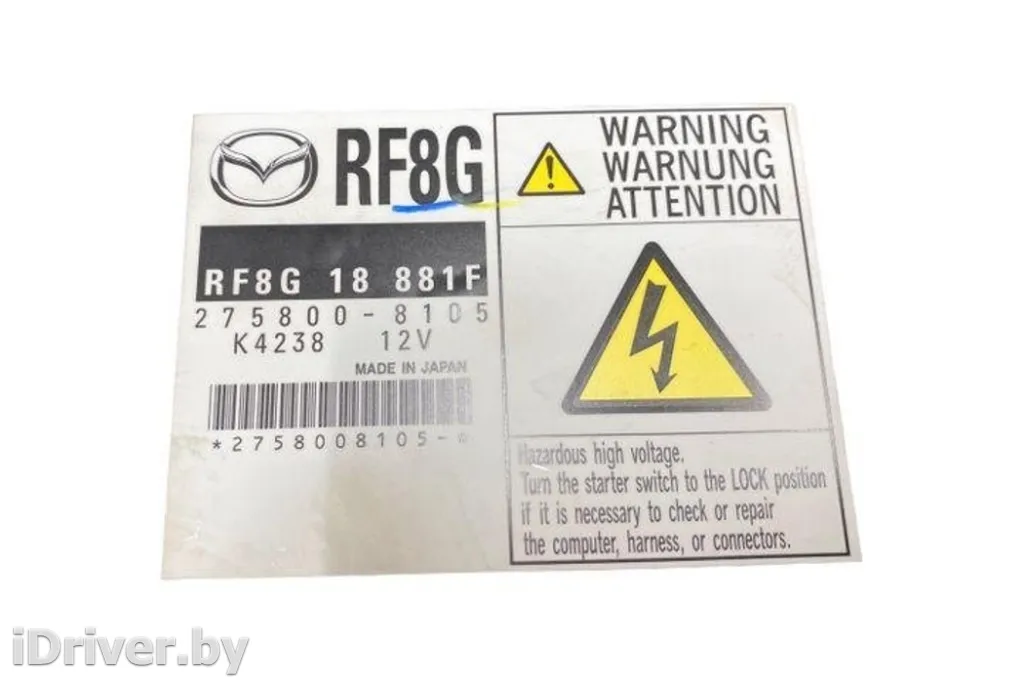 RF8G
RF8G 18 881F
275800-8105
K4238 12V
MADE IN JAPAN
*2758008105-*
WARNING
WARNUNG
ATTENTION
Hazardous high voltage.
Turn the starter switch to the LOCK position
if it is necessary to check or repair
the computer, harness, or connectors.
iDriver.by